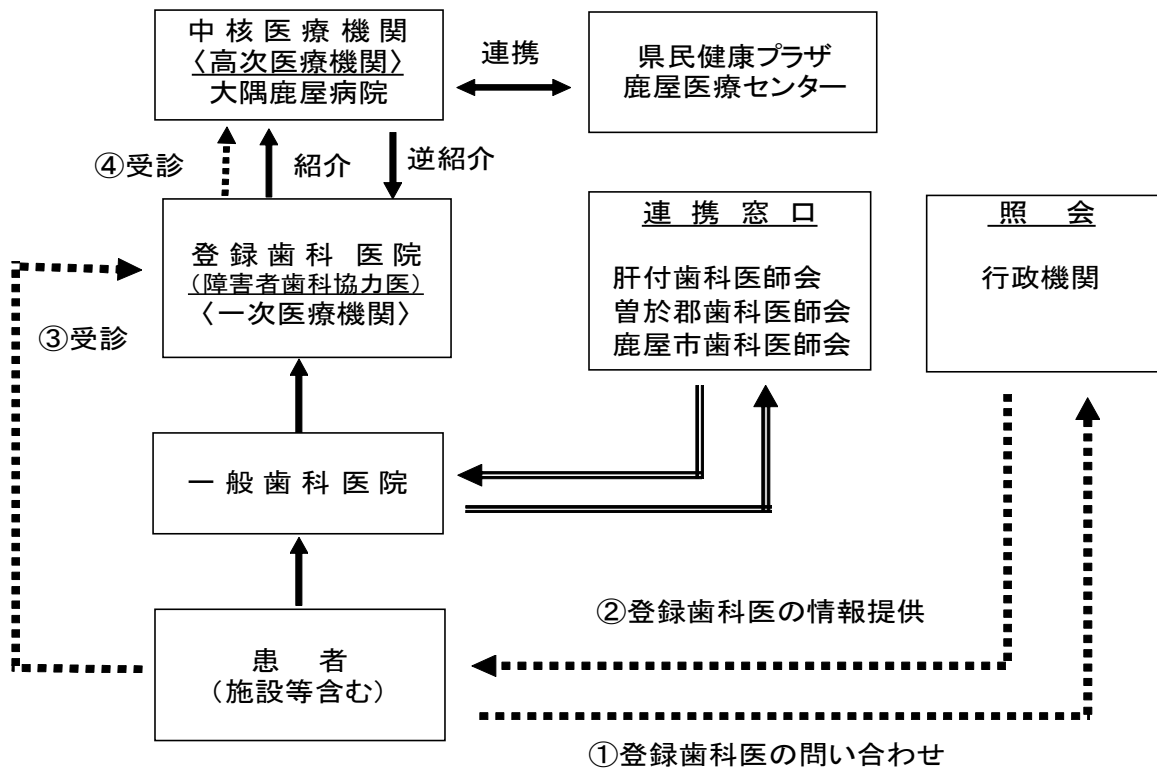 中核医療機関
〈高次医療機関〉
大隅鹿屋病院
連携
県民健康プラザ
鹿屋医療センター
④受診
紹介
逆紹介
登録歯科医院
(障害者歯科協力医)
〈一次医療機関〉
③受診
連携窓口
肝付歯科医師会
曽於郡歯科医師会
鹿屋市歯科医師会
照会
行政機関
一般歯科医院
②登録歯科医の情報提供
患者
(施設等含む)
①登録歯科医の問い合わせ